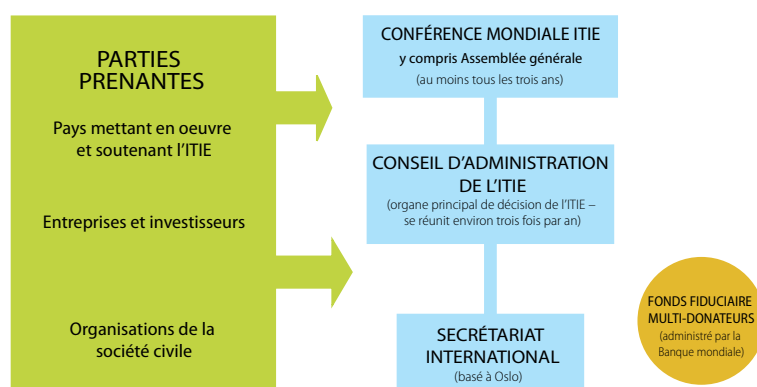 PARTIES
PRENANTES
Pays mettant en oeuvre
et soutenant l'ITIE
Entreprises et investisseurs
Organisations de la
société civile
CONFÉRENCE MONDIALE ITIE
y compris Assemblée générale
(au moins tous les trois ans)
CONSEIL D'ADMINISTRATION
DE L'ITIE
(organe principal de décision de l'ITIE –
se réunit environ trois fois par an)
SECRÉTARIAT
INTERNATIONAL
(basé à Oslo)
FONDS FIDUCIAIRE
MULTI-DONATEURS
(administré par la
Banque mondiale)